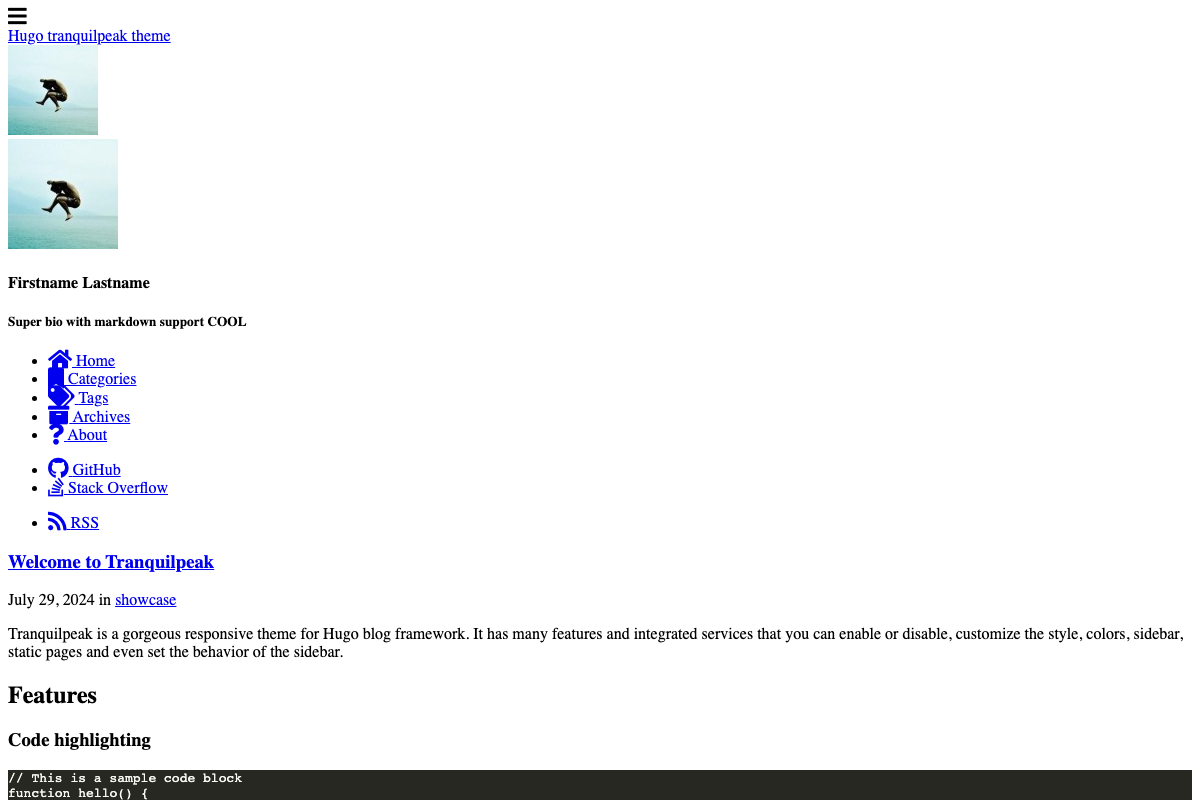 Hugo tranquilpeak theme
Firstname Lastname
Super bio with markdown support COOL
Home
Categories
Tags
Archives
About
GitHub
Stack Overflow
RSS
Welcome to Tranquilpeak
July 29, 2024 in showcase
Tranquilpeak is a gorgeous responsive theme for Hugo blog framework. It has many features and integrated services that you can enable or disable, customize the style, colors, sidebar,
static pages and even set the behavior of the sidebar.
Features
Code highlighting
// This is a sample code block
function hello() {